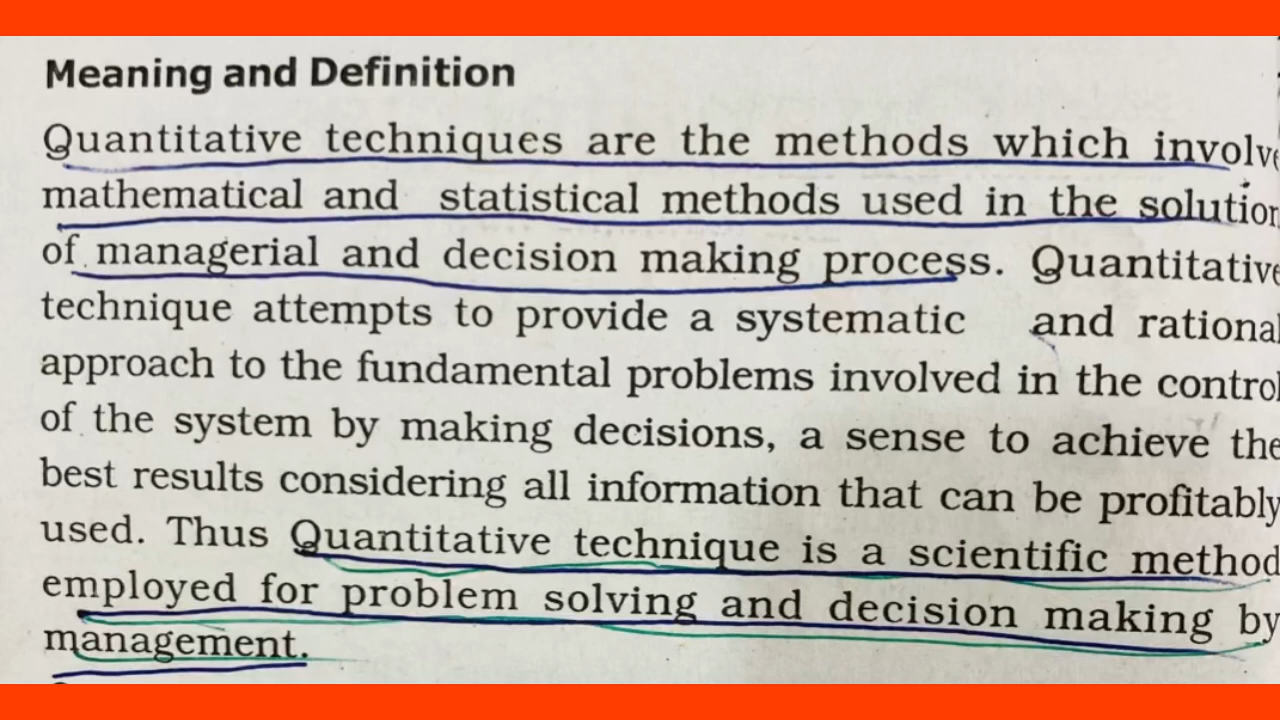 Meaning and Definition
Quantitative techniques are the methods which involve
mathematical and statistical methods used in the solution
of managerial and decision making process. Quantitative
technique attempts to provide a systematic and rational
approach to the fundamental problems involved in the control
of the system by making decisions, a sense to achieve the
best results considering all information that can be profitably
used. Thus Quantitative technique is a scientific method
employed for problem solving and decision making by
management.